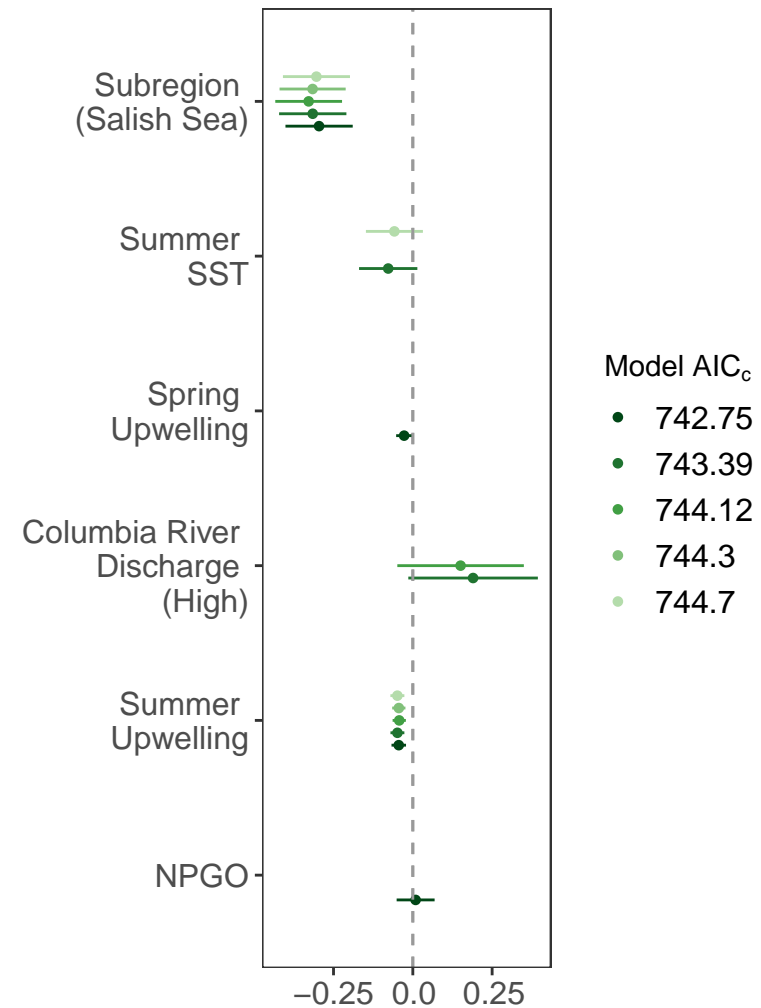 Subregion
(Salish Sea)
Summer
SST
Spring
Upwelling
Columbia River
Discharge
(High)
Summer
Upwelling
NPGO
−0.25 0.0 0.25
Model AICc
742.75
743.39
744.12
744.3
744.7